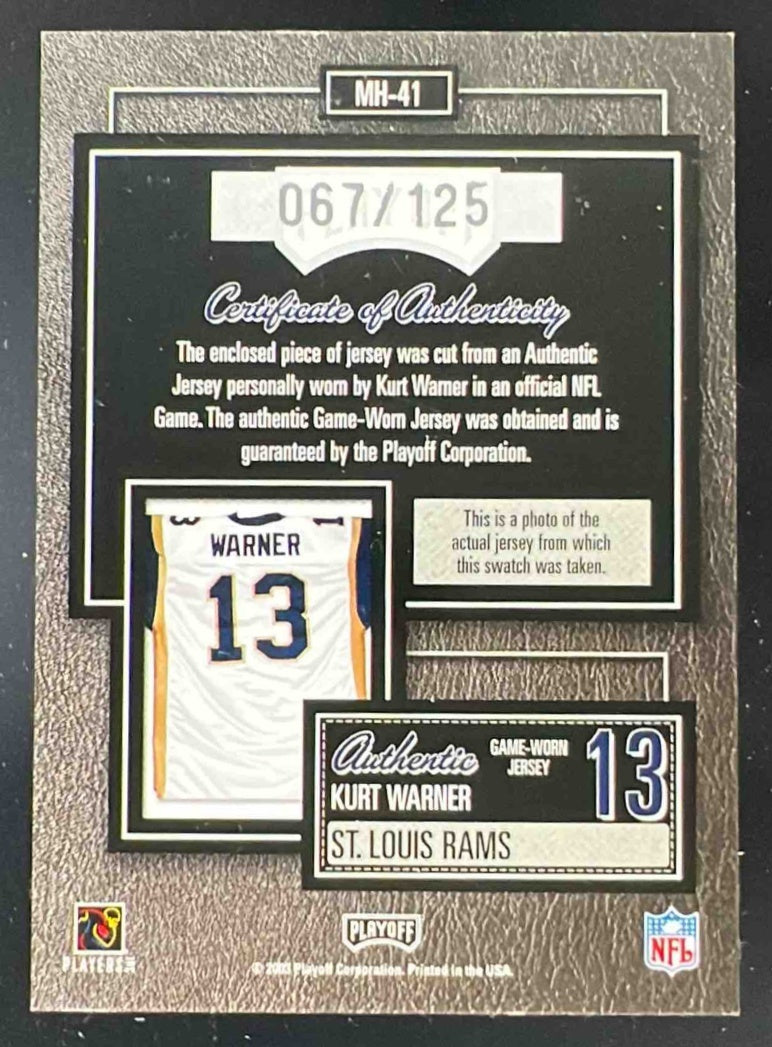 MH-41
067/125
Certificate of Authenticity
The enclosed piece of jersey was cut from an Authentic
Jersey personally worn by Kurt Warner in an official NFL
Game. The authentic Game-Worn Jersey was obtained and is
guaranteed by the Playoff Corporation.
This is a photo of the
actual jersey from which
this swatch was taken.
WARNER
13
Authentic GAME-WORN JERSEY 13
KURT WARNER
ST. LOUIS RAMS
PLAYERS INC
PLAYOFF
NFL
© 2003 Playoff Corporation. Printed in the USA.